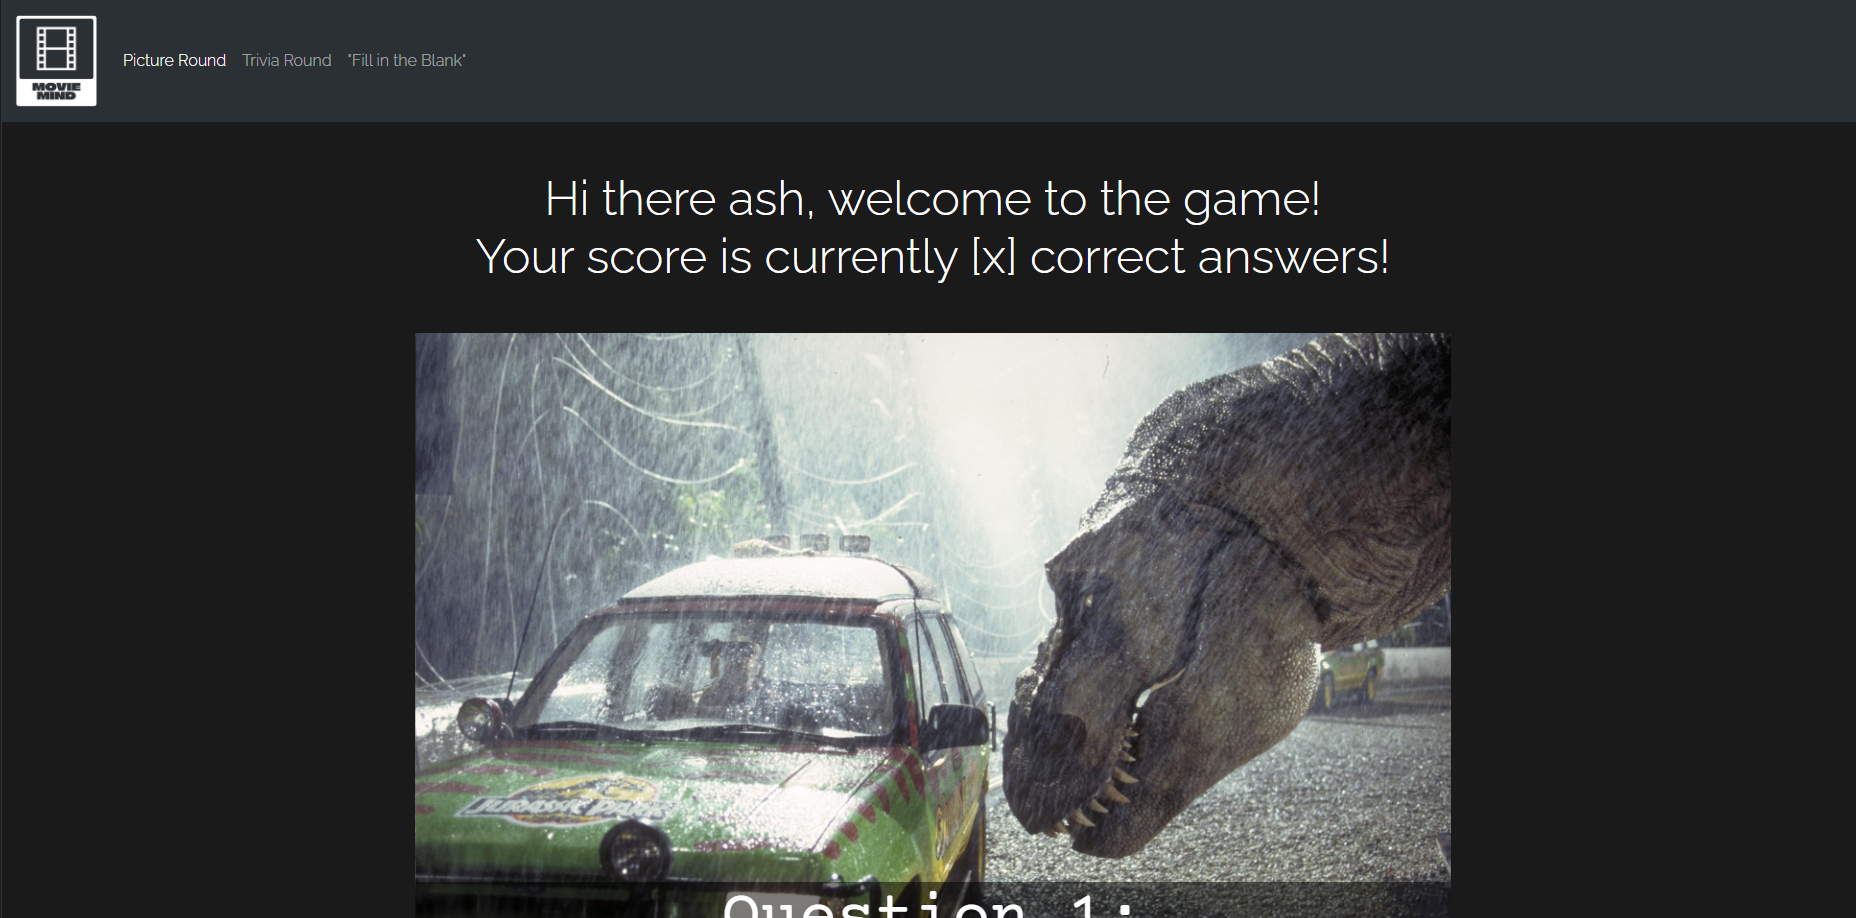 MOVIE
MIND
Picture Round
Trivia Round
"Fill in the Blank"
Hi there ash, welcome to the game!
Your score is currently [x] correct answers!
JURASSIC PARK
Question 1: